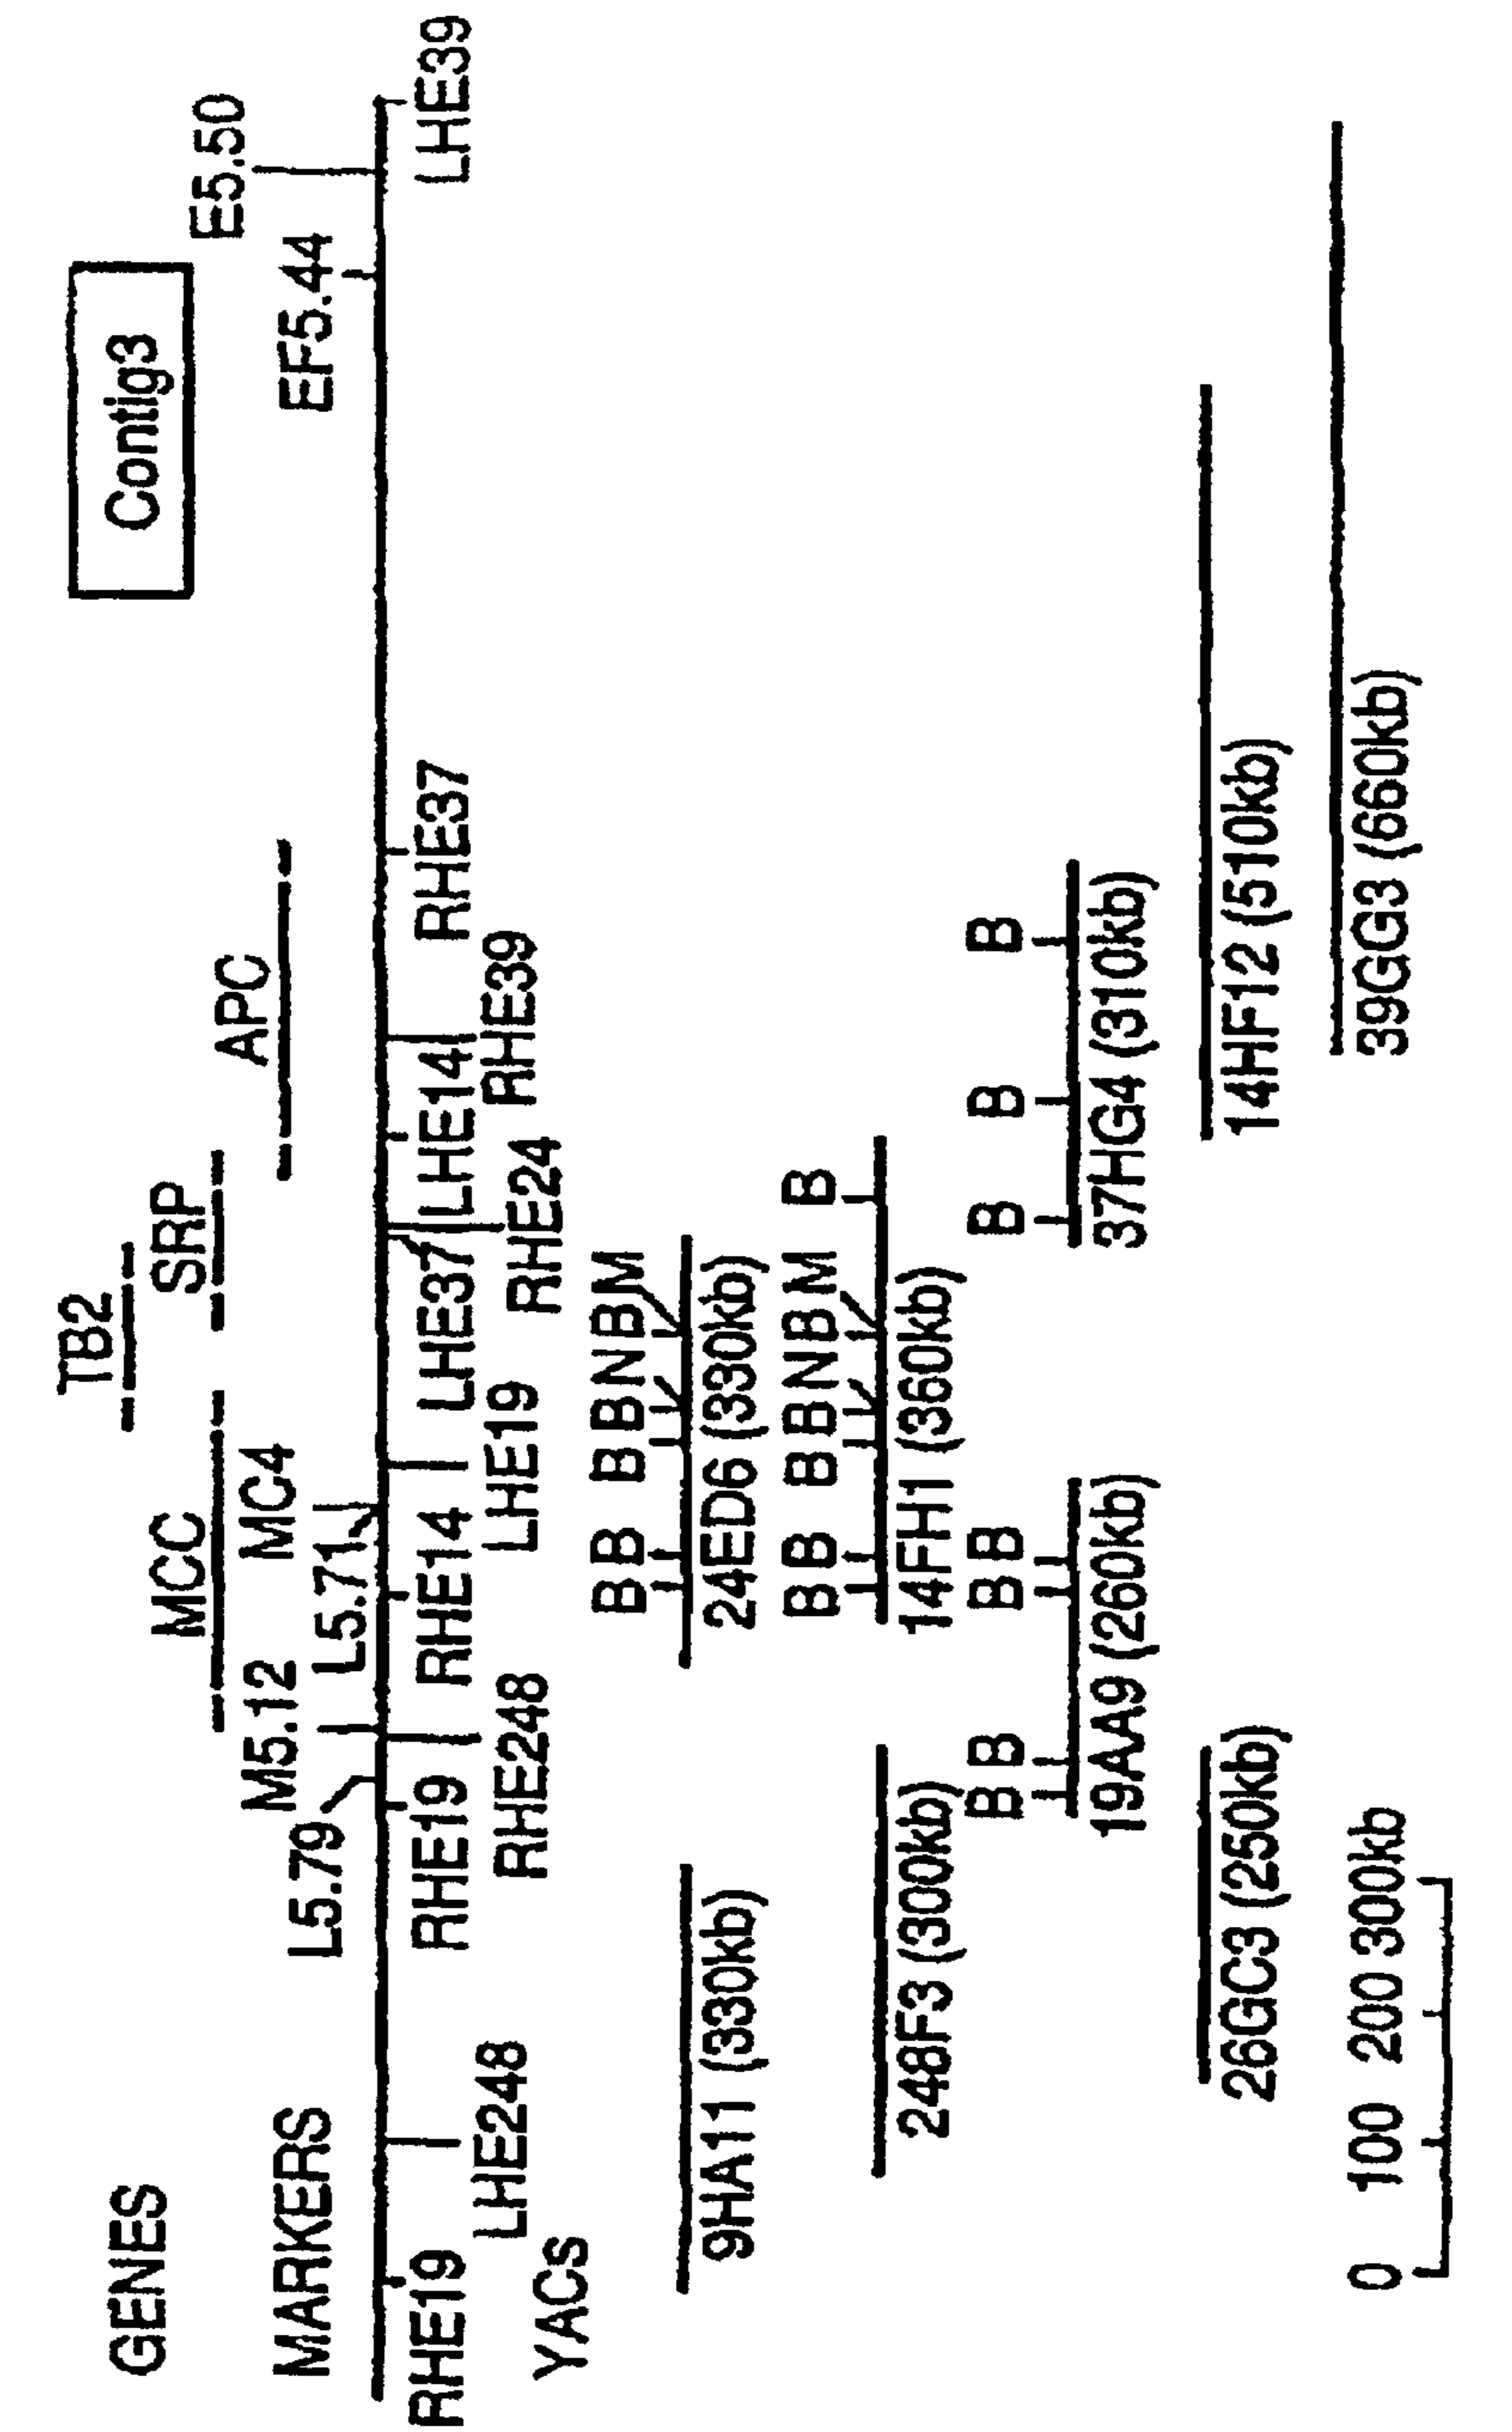 Contig3
GENES
TB2
MCC
SRP
APC
MARKERS
L5.79
M5.12
L5.71
MC4
EF5.44
E5.50
RHE19
LHE248
RHE19
RHE248
RHE14
LHE19
LHE37
RHE24
LHE14
RHE39
RHE37
LHE39
YACS
B B B B N B M
9HA11 (330kb)
24ED6 (330kb)
B B B B N B M B
248F3 (300kb)
14FH1 (360kb)
B B B B B B B
19AA9 (260kb)
37HG4 (310kb)
26GC3 (250kb)
14HF12 (510kb)
39GG3 (660kb)
0 100 200 300kb